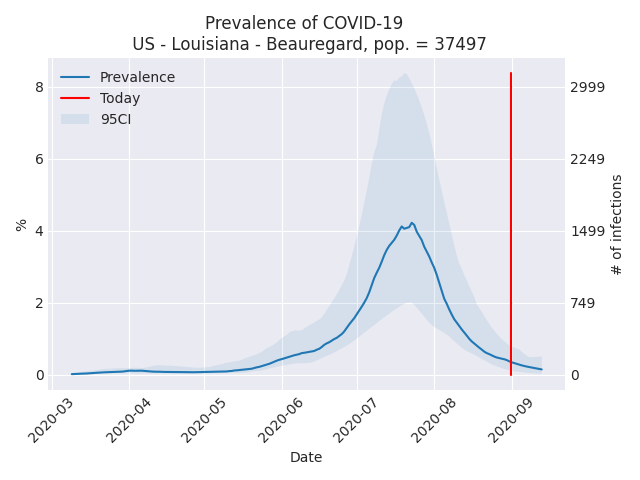 Prevalence of COVID-19
US - Louisiana - Beauregard, pop. = 37497
Prevalence
Today
95CI
8
6
4
2
0
%
2999
2249
1499
749
0
# of infections
2020-03
2020-04
2020-05
2020-06
2020-07
2020-08
2020-09
Date